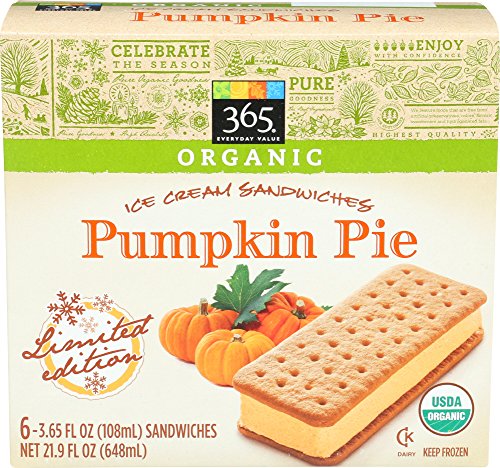 CELEBRATE
THE SEASON
Pure Organic Goodness
PURE
GOODNESS
ENJOY
WITH CONFIDENCE
HIGHEST QUALITY
365.
EVERYDAY VALUE
ORGANIC
ICE CREAM SANDWICHES
Pumpkin Pie
Limited
edition
6-3.65 FL OZ (108mL) SANDWICHES
NET 21.9 FL OZ (648mL)
USDA
ORGANIC
K
DAIRY
KEEP FROZEN